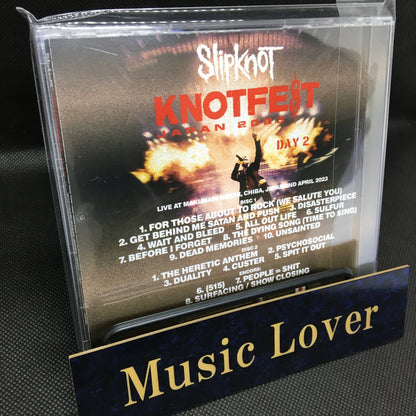 Slipknot
KNOTFEST
JAPAN 2023
DAY 2
LIVE AT MAKUHARI MESSE, CHIBA, JAPAN 2ND APRIL 2023
DISC 1
1. FOR THOSE ABOUT TO ROCK (WE SALUTE YOU)
2. GET BEHIND ME SATAN AND PUSH 3. DISASTERPIECE
4. WAIT AND BLEED 5. ALL OUT LIFE 6. SULFUR
7. BEFORE I FORGET 8. THE DYING SONG (TIME TO SING)
9. DEAD MEMORIES 10. UNSAINTED
DISC 2
1. THE HERETIC ANTHEM 2. PSYCHOSOCIAL
3. DUALITY 4. CUSTER 5. SPIT IT OUT
ENCORE:
6. (515) 7. PEOPLE = SHIT
8. SURFACING / SHOW CLOSING
Music Lover